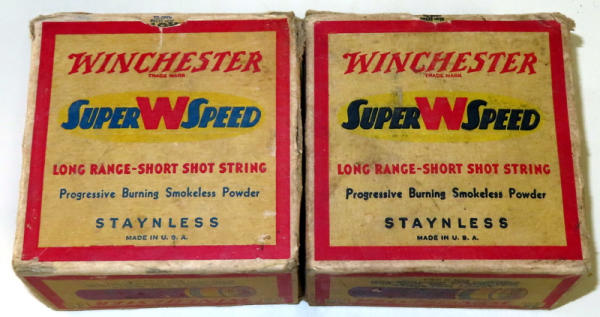 WINCHESTER
TRADE MARK
SUPER W SPEED
LONG RANGE-SHORT SHOT STRING
Progressive Burning Smokeless Powder
STAYNLESS
MADE IN U. S. A.
WINCHESTER
TRADE MARK
SUPER W SPEED
LONG RANGE-SHORT SHOT STRING
Progressive Burning Smokeless Powder
STAYNLESS
MADE IN U. S. A.